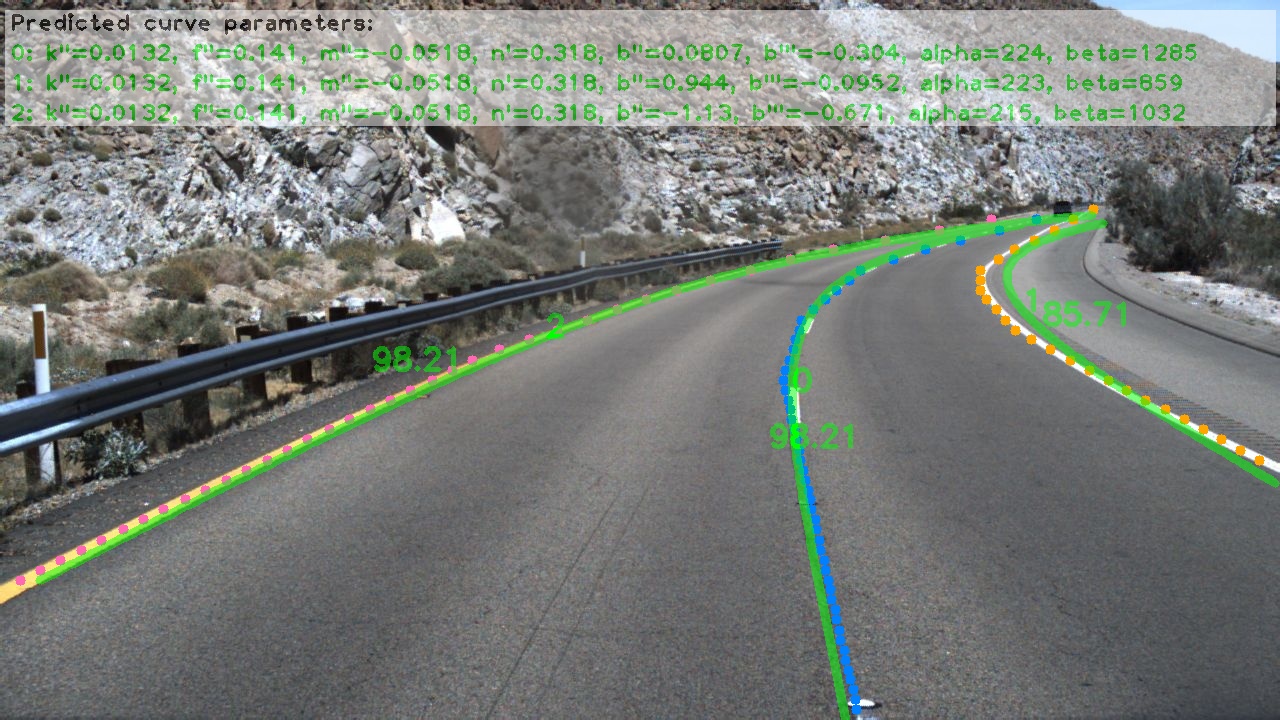 Predicted curve parameters:
0: k''=0.0132, f''=0.141, m''=-0.0518, n'=0.318, b''=0.0807, b'''=-0.304, alpha=224, beta=1285
1: k''=0.0132, f''=0.141, m''=-0.0518, n'=0.318, b''=0.944, b'''=-0.0952, alpha=223, beta=859
2: k''=0.0132, f''=0.141, m''=-0.0518, n'=0.318, b''=-1.13, b'''=-0.671, alpha=215, beta=1032
1
85.71
2
98.21
0
98.21